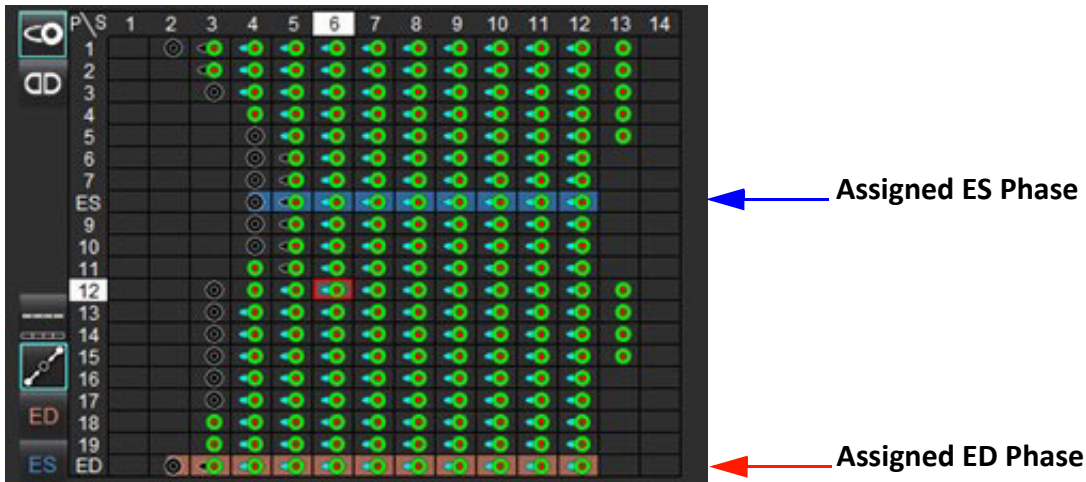 P\S 1 2 3 4 5 6 7 8 9 10 11 12 13 14
1
2
3
4
5
6
7
ES
Assigned ES Phase
9
10
11
12
13
14
15
16
17
ED
18
19
ES
ED
Assigned ED Phase